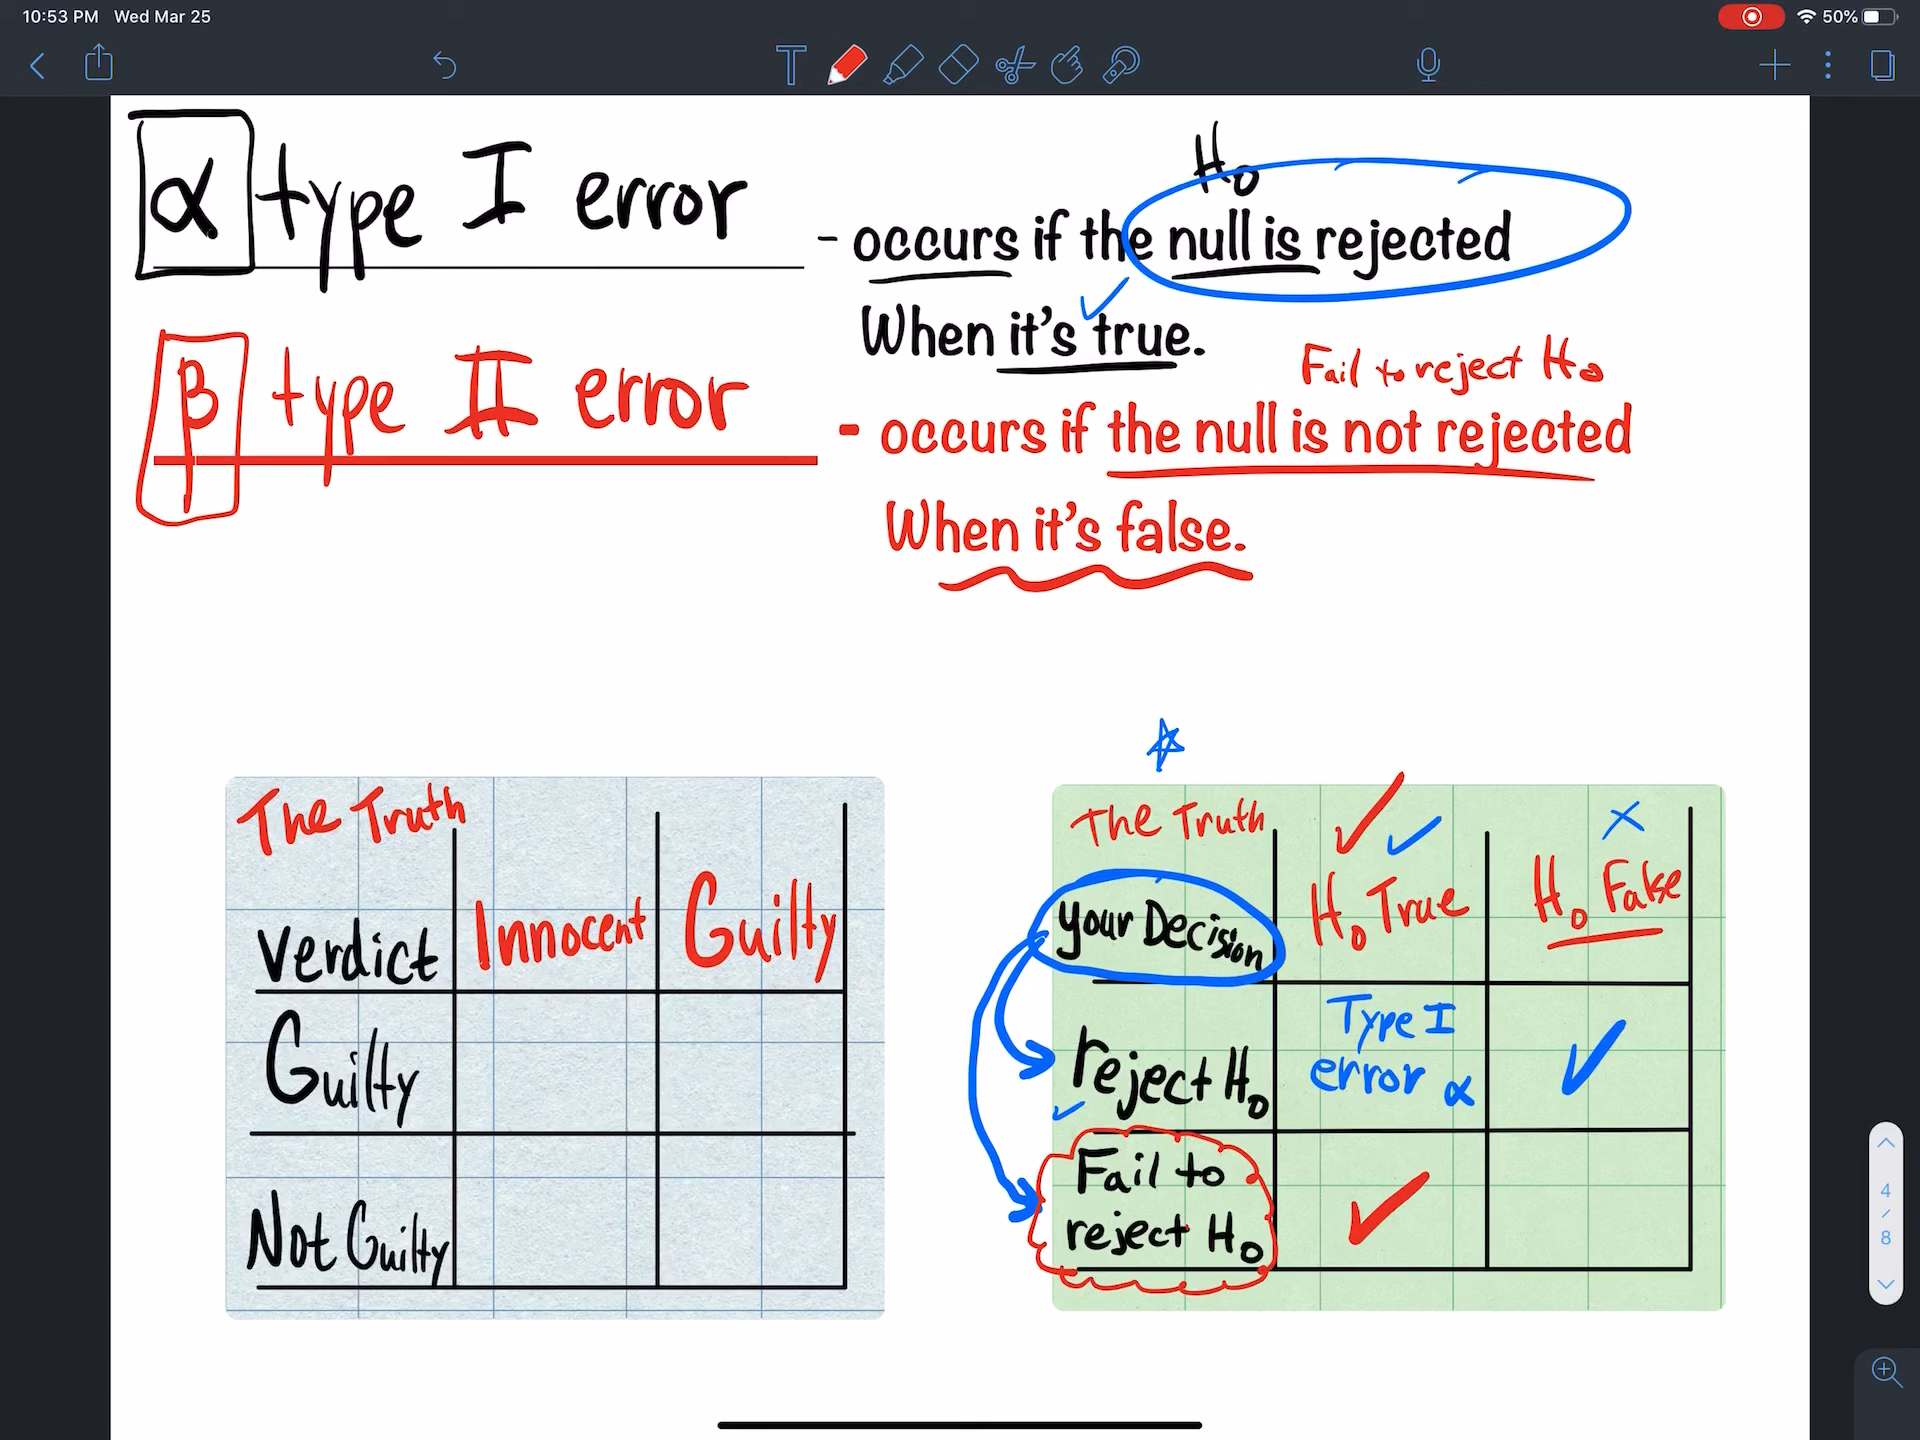 10:53 PM Wed Mar 25
50%
α type I error
H₀
- occurs if the null is rejected
When it's true.
β type II error
Fail to reject H₀
- occurs if the null is not rejected
When it's false.
The Truth
Verdict Innocent Guilty
Guilty
Not Guilty
The Truth
your Decision H₀ True H₀ False
reject H₀
Type I
error α
Fail to
reject H₀
4
/
8